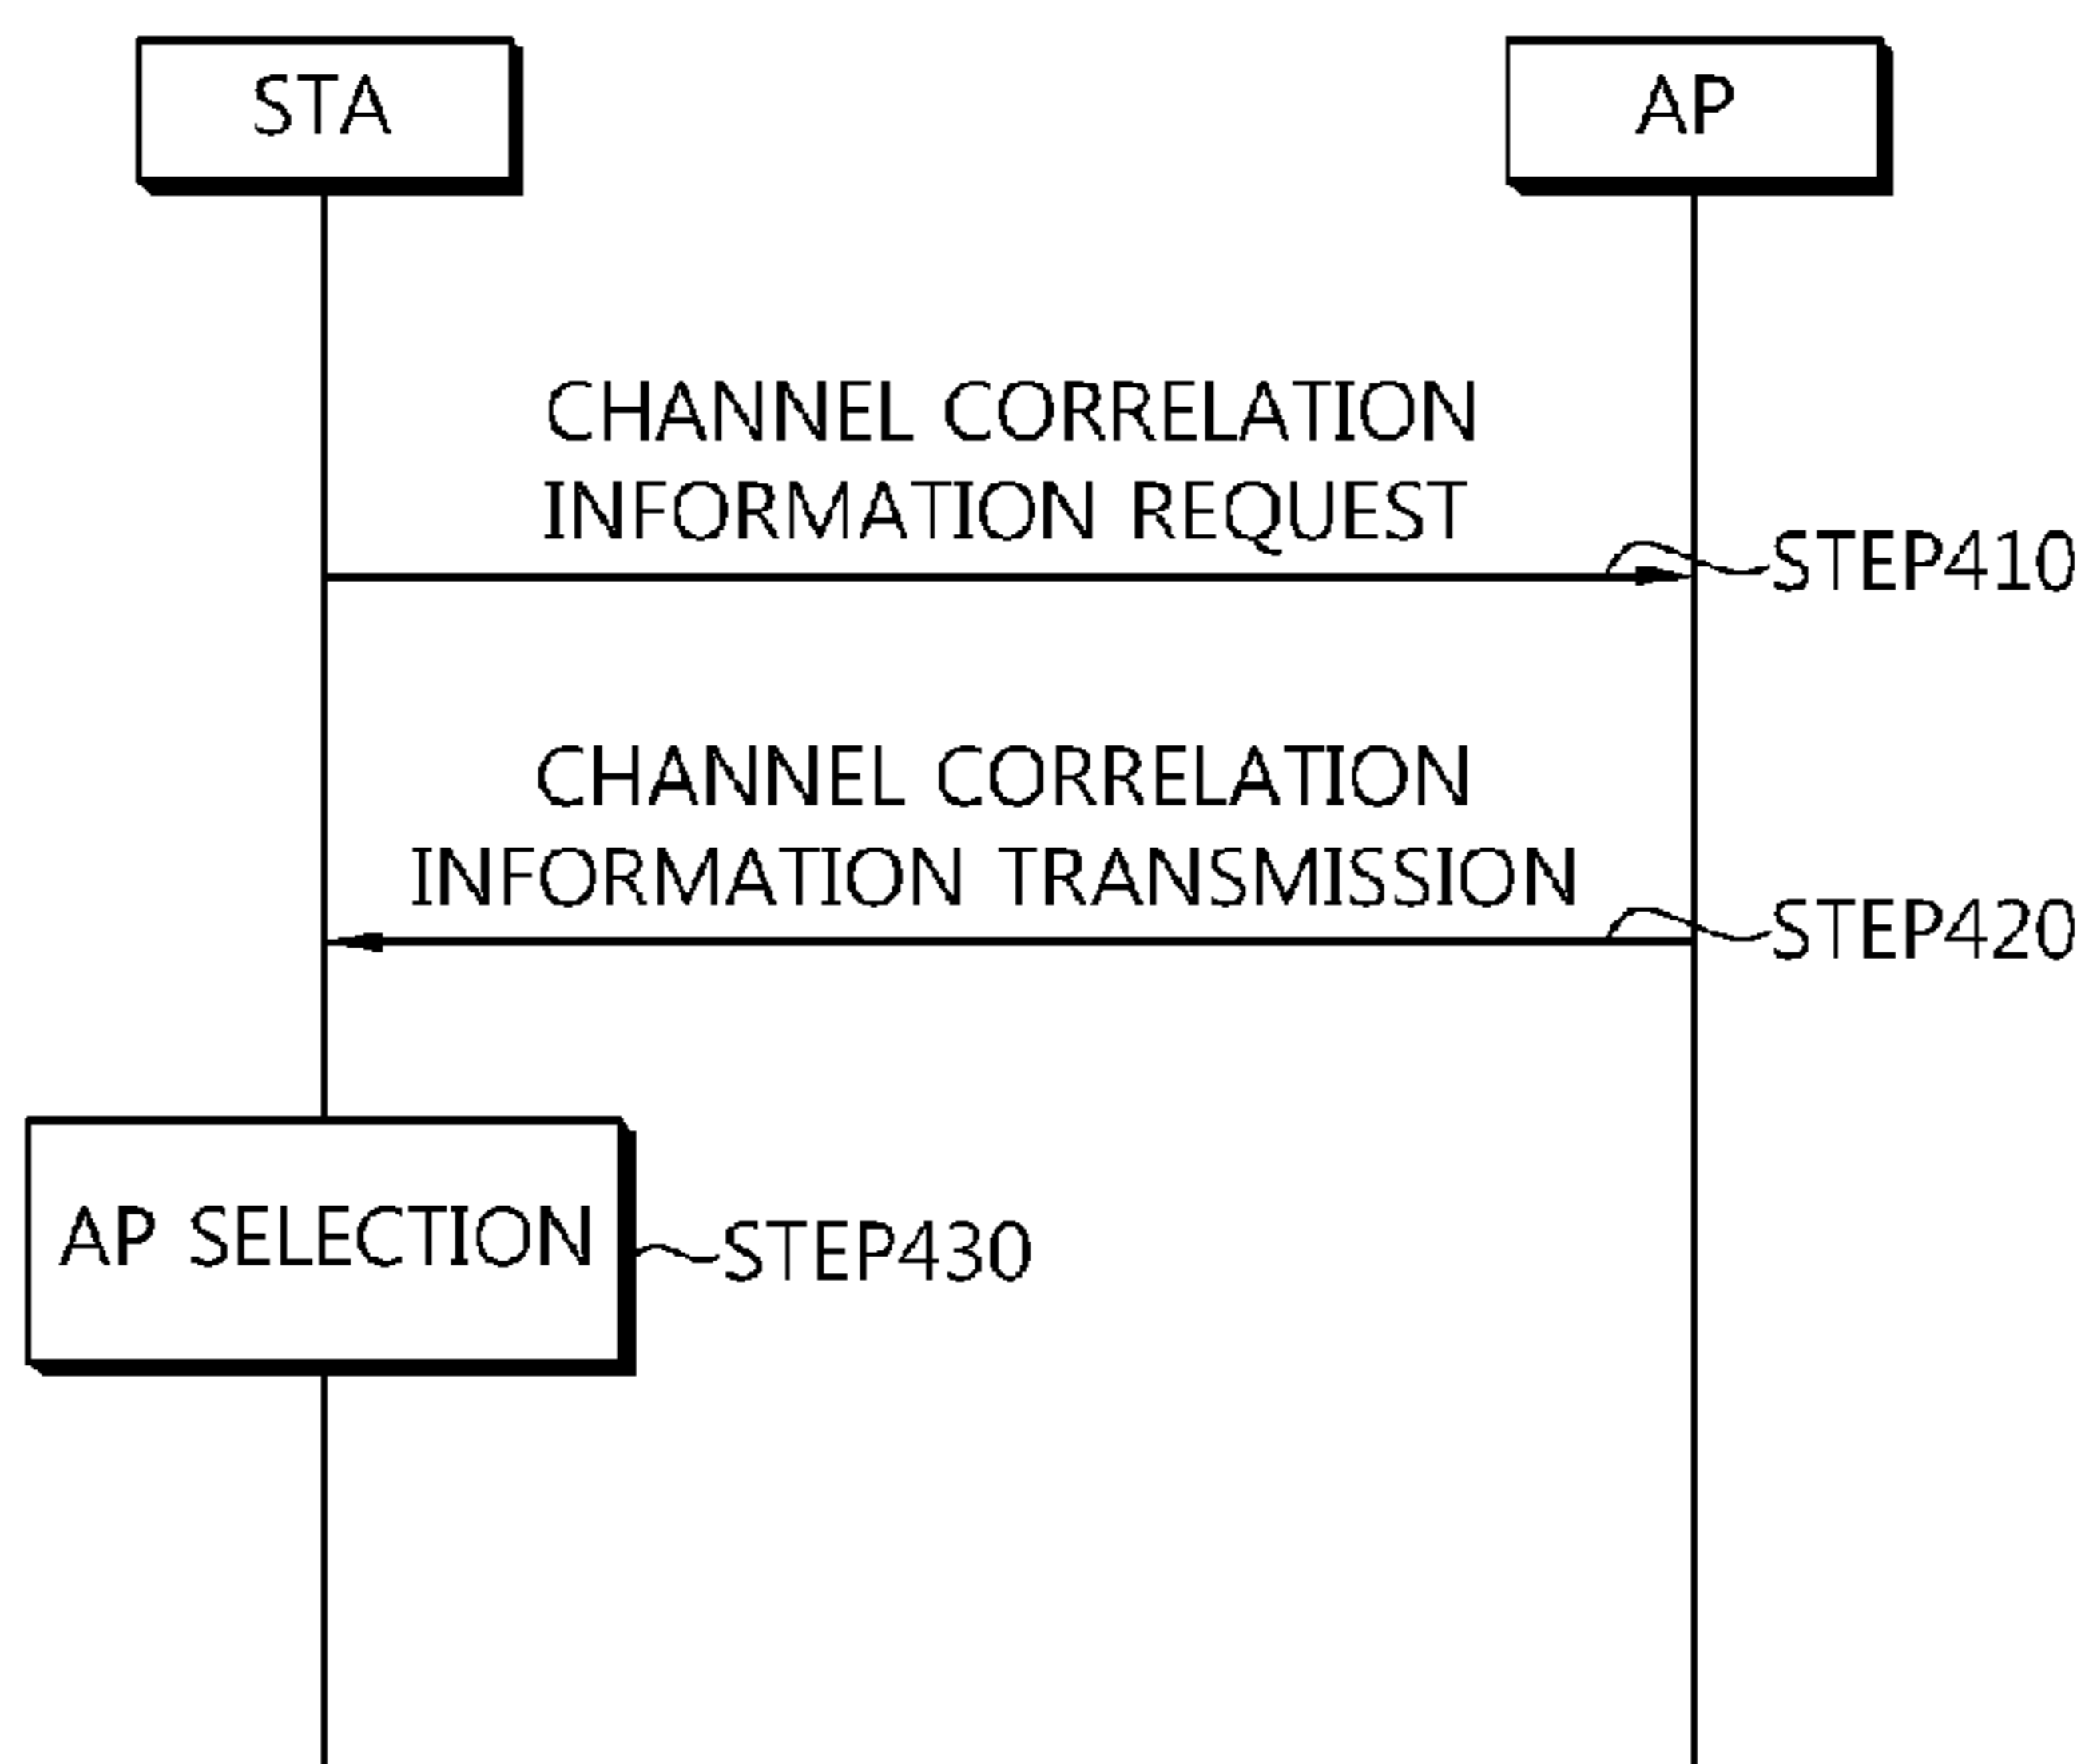 STA
AP
CHANNEL CORRELATION
INFORMATION REQUEST
STEP410
CHANNEL CORRELATION
INFORMATION TRANSMISSION
STEP420
AP SELECTION
STEP430